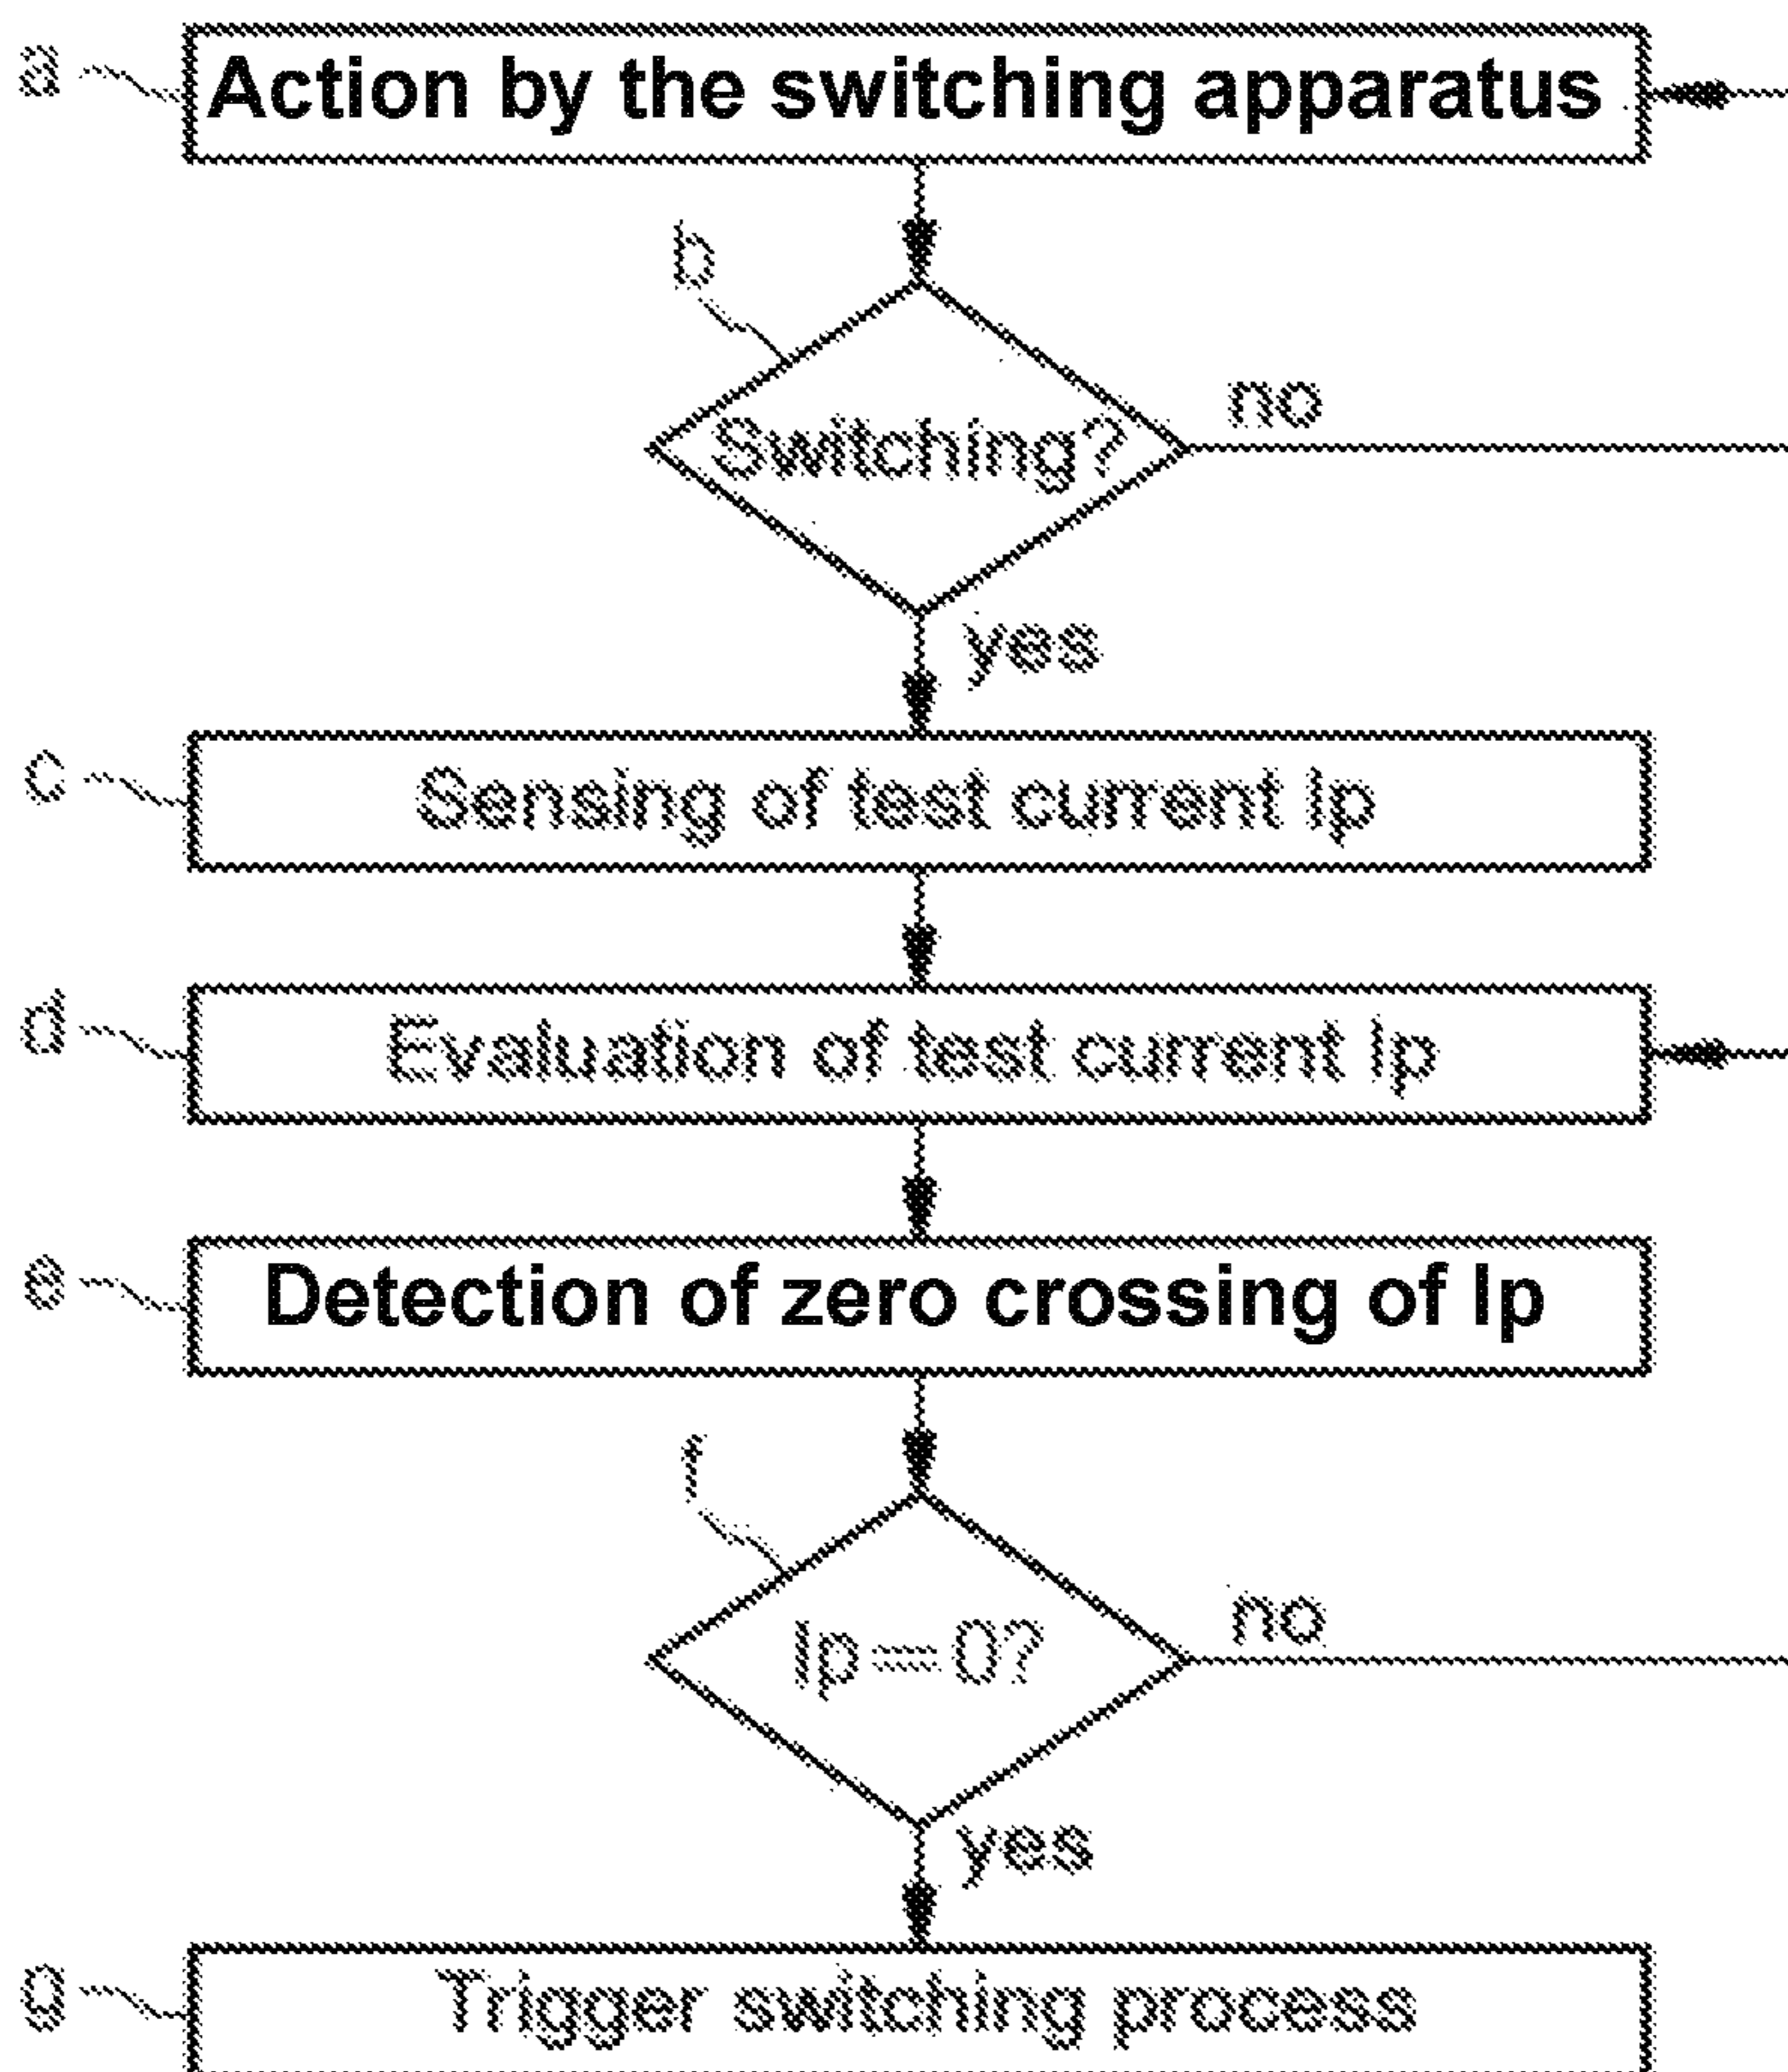 a
Action by the switching apparatus
b
Switching?
no
yes
c
Sensing of test current Ip
d
Evaluation of test current Ip
e
Detection of zero crossing of Ip
f
Ip=0?
no
yes
g
Trigger switching process